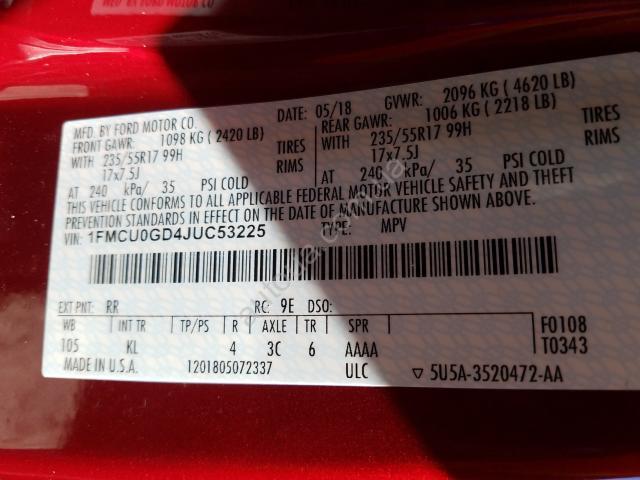 MFD. BY FORD MOTOR CO.
DATE: 05/18 GVWR: 2096 KG ( 4620 LB)
FRONT GAWR: 1098 KG ( 2420 LB)
REAR GAWR: 1006 KG ( 2218 LB)
WITH 235/55R17 99H TIRES
WITH 235/55R17 99H TIRES
17x7.5J RIMS
17x7.5J RIMS
AT 240 kPa/ 35 PSI COLD
AT 240 kPa/ 35 PSI COLD
THIS VEHICLE CONFORMS TO ALL APPLICABLE FEDERAL MOTOR VEHICLE SAFETY AND THEFT
PREVENTION STANDARDS IN EFFECT ON THE DATE OF MANUFACTURE SHOWN ABOVE.
VIN: 1FMCU0GD4JUC53225
TYPE: MPV
EXT PNT: RR RC: 9E DSO:
WB INT TR TP/PS R AXLE TR SPR
105 KL 4 3C 6 AAAA
F0108
T0343
MADE IN U.S.A. 1201805072337 ULC
5U5A-3520472-AA